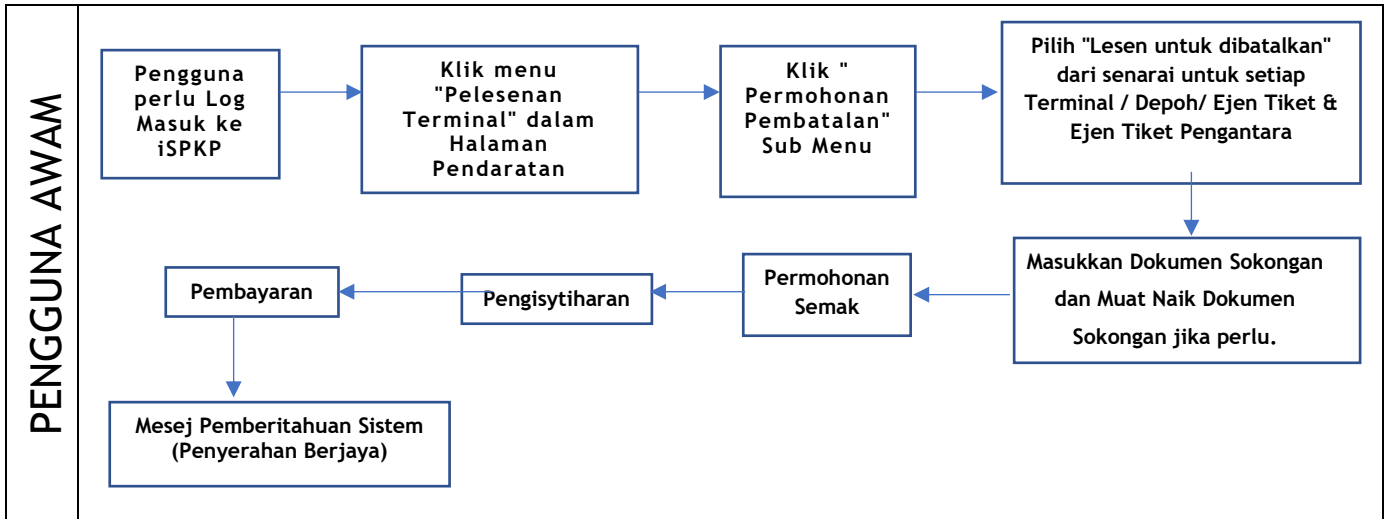 PENGGUNA AWAM
Pengguna
perlu Log
Masuk ke
iSPKP
Klik menu
"Pelesenan
Terminal" dalam
Halaman
Pendaratan
Klik "
Permohonan
Pembatalan"
Sub Menu
Pilih "Lesen untuk dibatalkan"
dari senarai untuk setiap
Terminal / Depoh/ Ejen Tiket &
Ejen Tiket Pengantara
Masukkan Dokumen Sokongan
dan Muat Naik Dokumen
Sokongan jika perlu.
Permohonan
Semak
Pengisytiharan
Pembayaran
Mesej Pemberitahuan Sistem
(Penyerahan Berjaya)